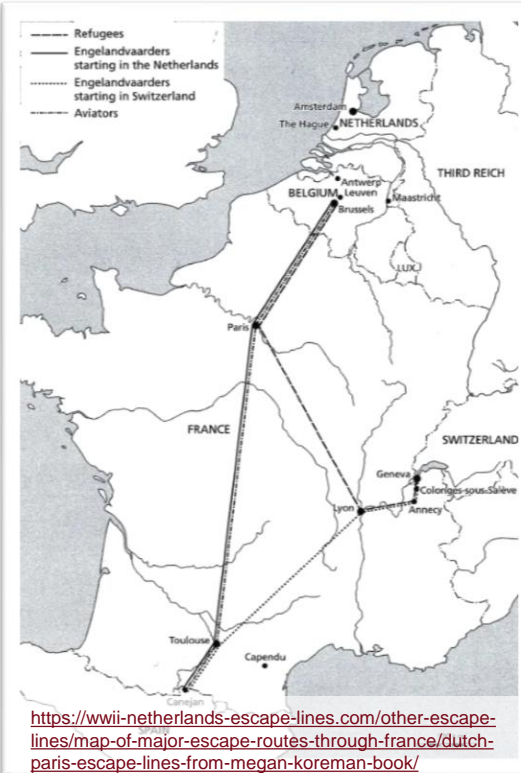 Refugees
Engelandvaarders
starting in the Netherlands
Engelandvaarders
starting in Switzerland
Aviators
Amsterdam
The Hague
NETHERLANDS
THIRD REICH
Antwerp
BELGIUM
Leuven
Maastricht
Brussels
LUX.
Paris
FRANCE
SWITZERLAND
Geneva
Collonges-sous-Salève
Lyon
Annecy
Toulouse
Capendu
Canejan
SPAIN
https://wwii-netherlands-escape-lines.com/other-escape-
lines/map-of-major-escape-routes-through-france/dutch-
paris-escape-lines-from-megan-koreman-book/